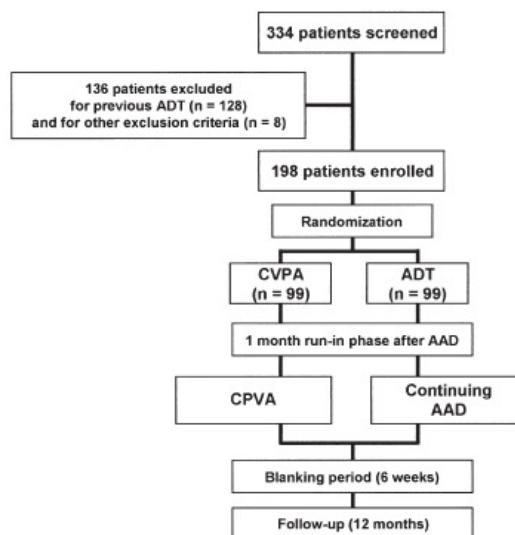 334 patients screened
136 patients excluded
for previous ADT (n = 128)
and for other exclusion criteria (n = 8)
198 patients enrolled
Randomization
CVPA
(n = 99)
ADT
(n = 99)
1 month run-in phase after AAD
CPVA
Continuing
AAD
Blanking period (6 weeks)
Follow-up (12 months)